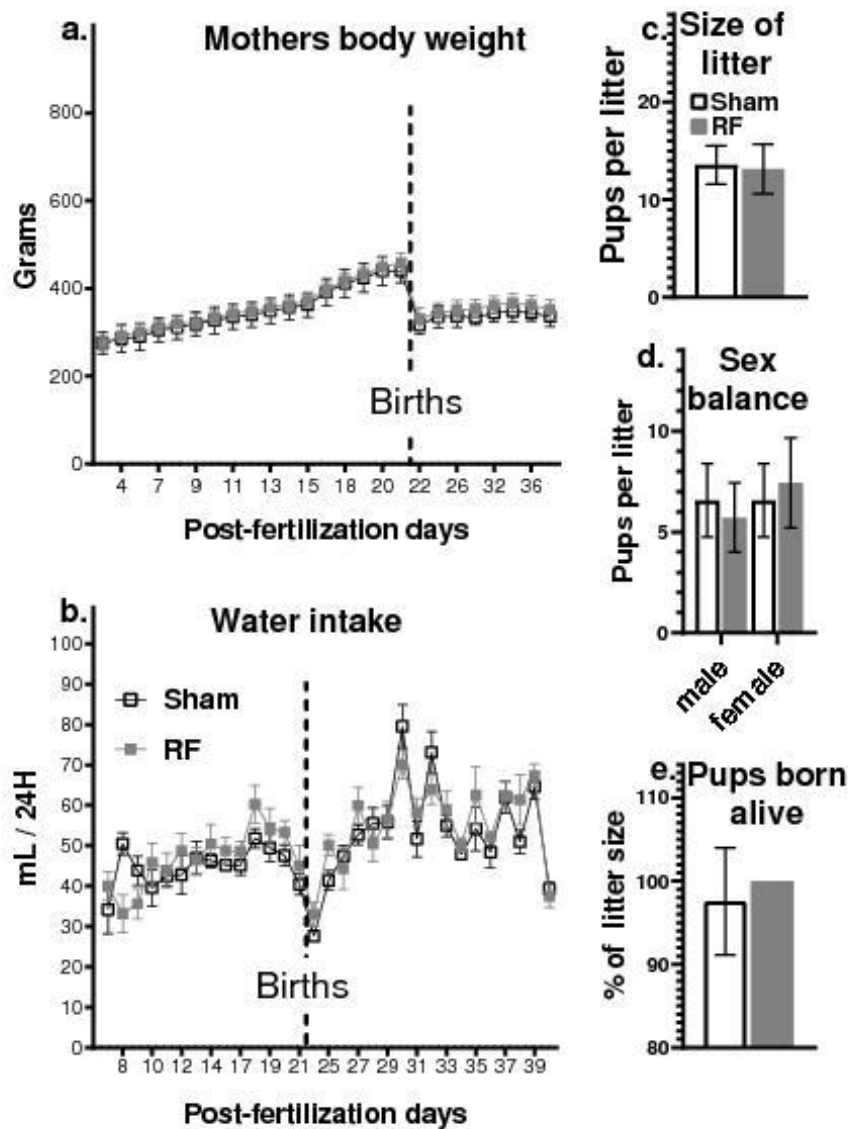 a. Mothers body weight
800
600
400
200
0
Grams
Births
4 7 9 11 13 15 18 20 22 26 32 36
Post-fertilization days
b. Water intake
100
90
80
70
60
50
40
30
20
10
0
mL / 24H
Sham
RF
Births
8 10 12 14 17 19 21 25 27 29 31 33 35 37 39
Post-fertilization days
c. Size of
litter
Sham
RF
20
10
0
Pups per litter
d. Sex
balance
10
5
0
Pups per litter
male
female
e. Pups born
alive
110
100
90
80
% of litter size